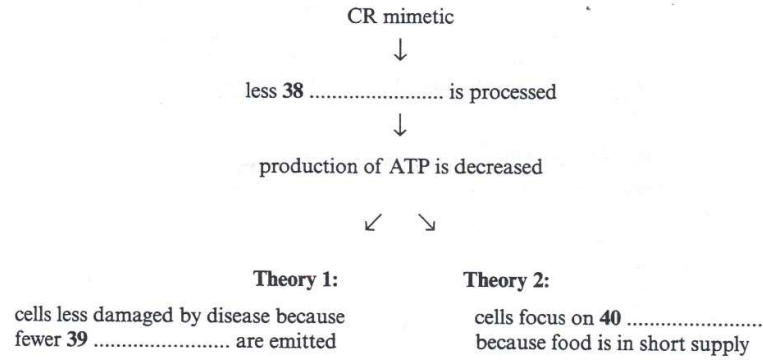 CR mimetic
↓
less 38 ........................ is processed
↓
production of ATP is decreased
↙ ↘
Theory 1: Theory 2:
cells less damaged by disease because
fewer 39 ........................ are emitted
cells focus on 40 ........................
because food is in short supply